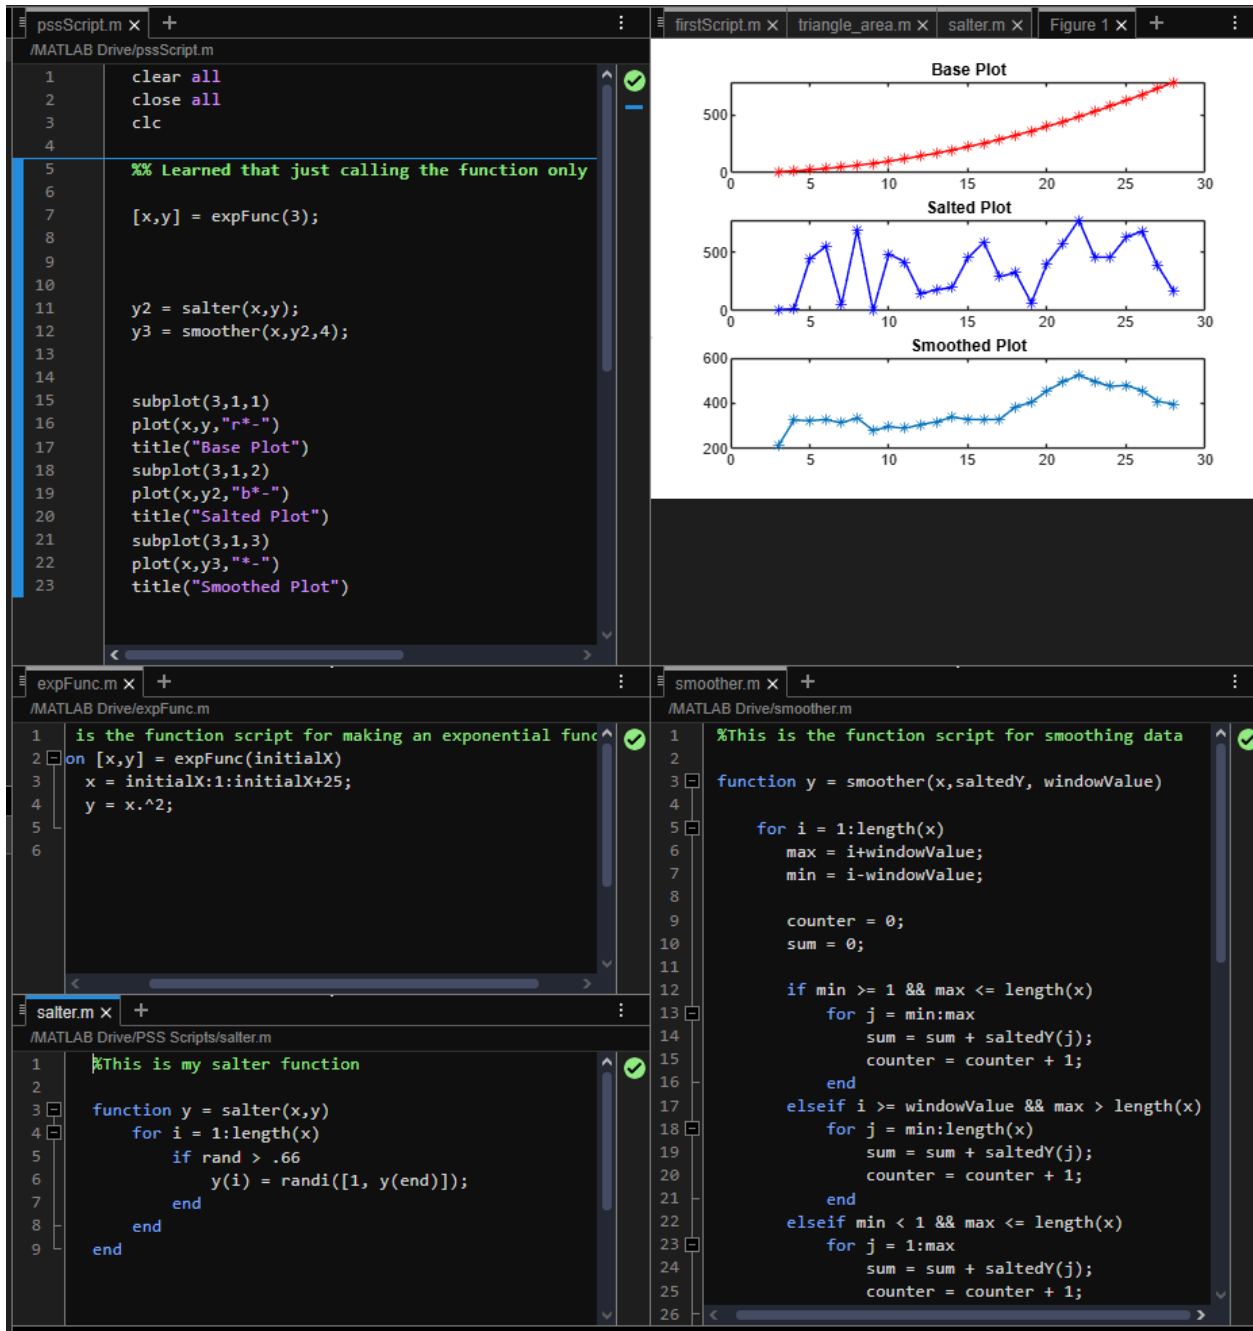 pssScript.m × +
/MATLAB Drive/pssScript.m
1 clear all
2 close all
3 clc
4
5 %% Learned that just calling the function only
6
7 [x,y] = expFunc(3);
8
9
10
11 y2 = salter(x,y);
12 y3 = smoother(x,y2,4);
13
14
15 subplot(3,1,1)
16 plot(x,y,"r*-")
17 title("Base Plot")
18 subplot(3,1,2)
19 plot(x,y2,"b*-")
20 title("Salted Plot")
21 subplot(3,1,3)
22 plot(x,y3,"*-")
23 title("Smoothed Plot")
firstScript.m × triangle_area.m × salter.m × Figure 1 × +
Base Plot
500
0
0 5 10 15 20 25 30
Salted Plot
500
0
0 5 10 15 20 25 30
Smoothed Plot
600
400
200
0 5 10 15 20 25 30
expFunc.m × +
/MATLAB Drive/expFunc.m
1 is the function script for making an exponential func
2 on [x,y] = expFunc(initialX)
3 x = initialX:1:initialX+25;
4 y = x.^2;
5
6
salter.m × +
/MATLAB Drive/PSS Scripts/salter.m
1 %This is my salter function
2
3 function y = salter(x,y)
4 for i = 1:length(x)
5 if rand > .66
6 y(i) = randi([1, y(end)]);
7 end
8 end
9 end
smoother.m × +
/MATLAB Drive/smoother.m
1 %This is the function script for smoothing data
2
3 function y = smoother(x,saltedY, windowValue)
4
5 for i = 1:length(x)
6 max = i+windowValue;
7 min = i-windowValue;
8
9 counter = 0;
10 sum = 0;
11
12 if min >= 1 && max <= length(x)
13 for j = min:max
14 sum = sum + saltedY(j);
15 counter = counter + 1;
16 end
17 elseif i >= windowValue && max > length(x)
18 for j = min:length(x)
19 sum = sum + saltedY(j);
20 counter = counter + 1;
21 end
22 elseif min < 1 && max <= length(x)
23 for j = 1:max
24 sum = sum + saltedY(j);
25 counter = counter + 1;
26